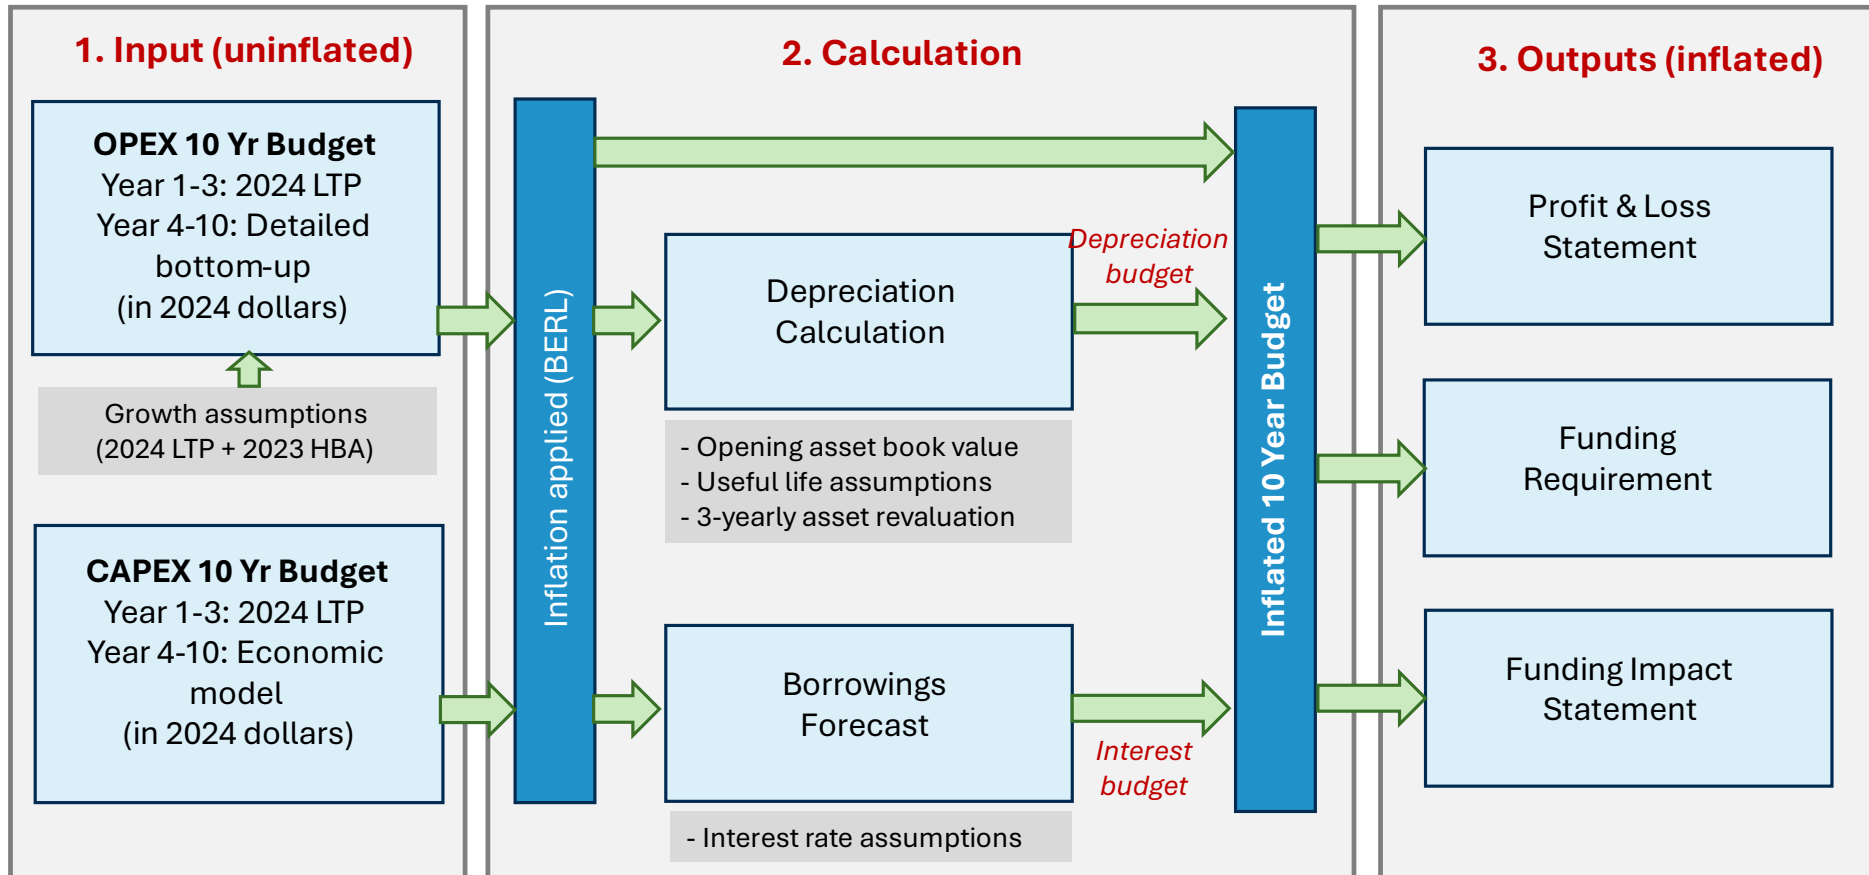 1. Input (uninflated)
OPEX 10 Yr Budget
Year 1-3: 2024 LTP
Year 4-10: Detailed
bottom-up
(in 2024 dollars)
Growth assumptions
(2024 LTP + 2023 HBA)
CAPEX 10 Yr Budget
Year 1-3: 2024 LTP
Year 4-10: Economic
model
(in 2024 dollars)
2. Calculation
Inflation applied (BERL)
Depreciation
Calculation
- Opening asset book value
- Useful life assumptions
- 3-yearly asset revaluation
Depreciation
budget
Borrowings
Forecast
- Interest rate assumptions
Interest
budget
Inflated 10 Year Budget
3. Outputs (inflated)
Profit & Loss
Statement
Funding
Requirement
Funding Impact
Statement